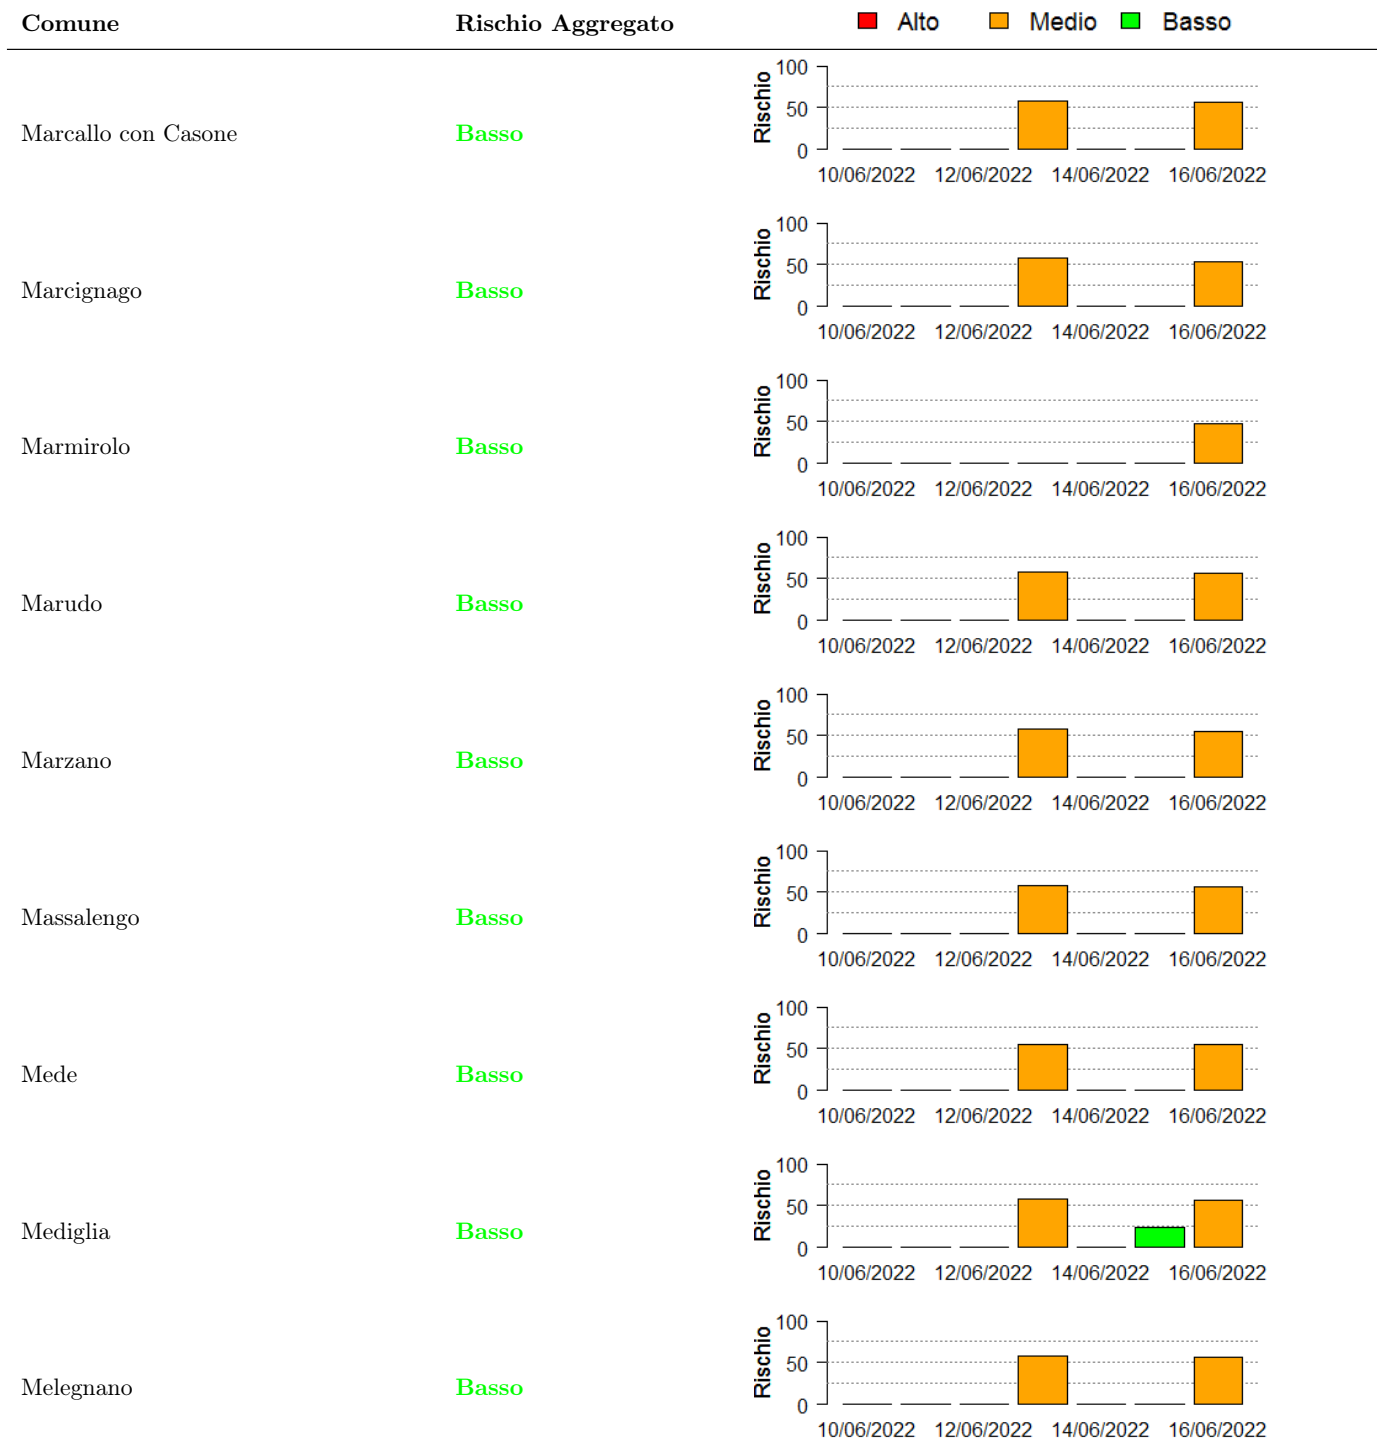 Comune Rischio Aggregato Alto Medio Basso
100
50
0
Rischio
Marcallo con Casone Basso
10/06/2022 12/06/2022 14/06/2022 16/06/2022
100
50
0
Rischio
Marcignago Basso
10/06/2022 12/06/2022 14/06/2022 16/06/2022
100
50
0
Rischio
Marmirolo Basso
10/06/2022 12/06/2022 14/06/2022 16/06/2022
100
50
0
Rischio
Marudo Basso
10/06/2022 12/06/2022 14/06/2022 16/06/2022
100
50
0
Rischio
Marzano Basso
10/06/2022 12/06/2022 14/06/2022 16/06/2022
100
50
0
Rischio
Massalengo Basso
10/06/2022 12/06/2022 14/06/2022 16/06/2022
100
50
0
Rischio
Mede Basso
10/06/2022 12/06/2022 14/06/2022 16/06/2022
100
50
0
Rischio
Mediglia Basso
10/06/2022 12/06/2022 14/06/2022 16/06/2022
100
50
0
Rischio
Melegnano Basso
10/06/2022 12/06/2022 14/06/2022 16/06/2022